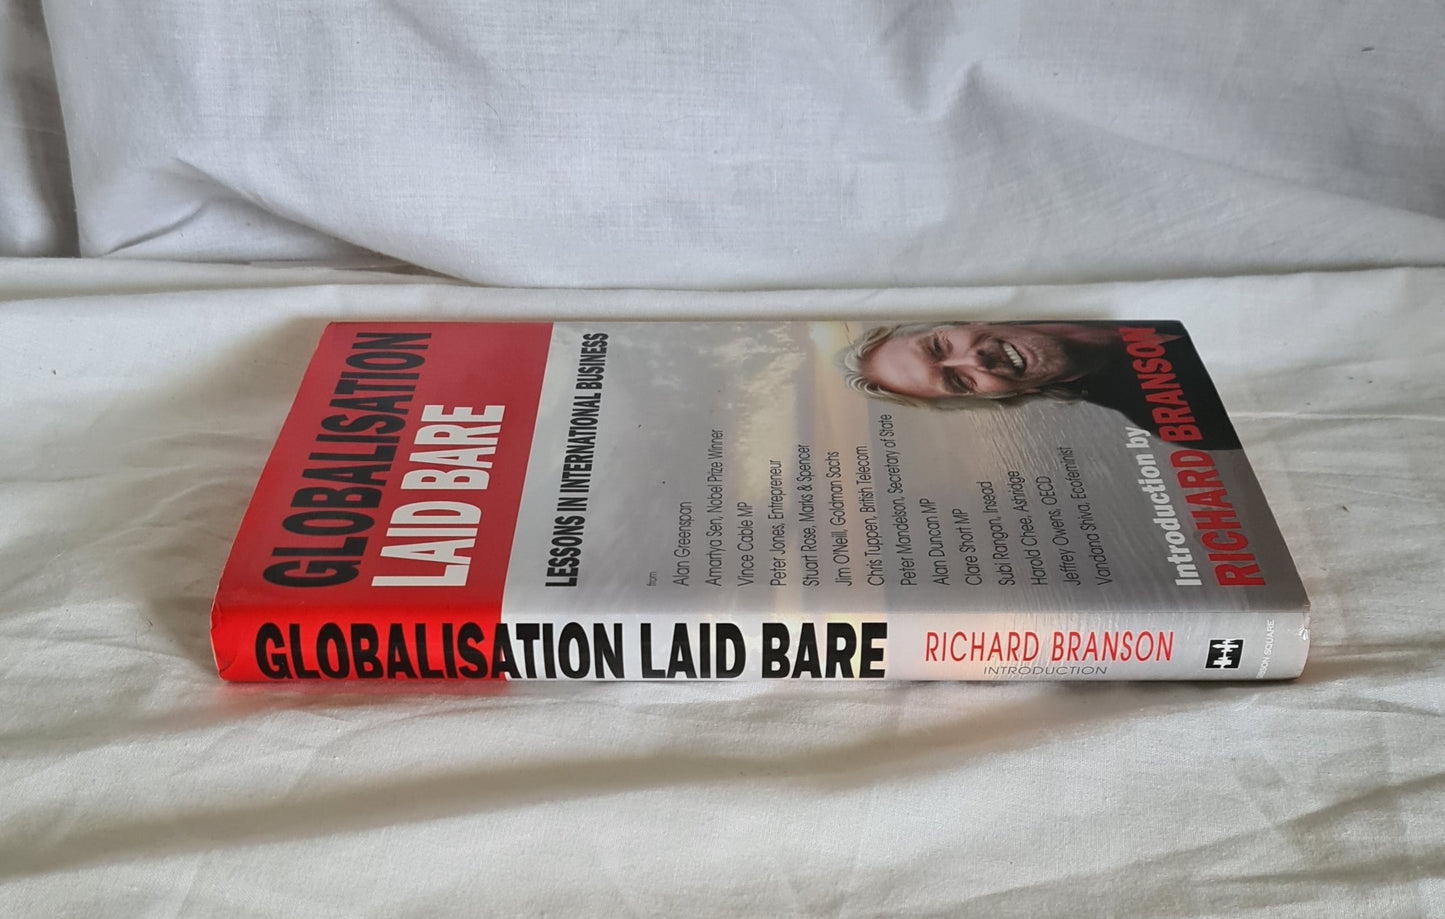 GLOBALISATION
LAID BARE
LESSONS IN INTERNATIONAL BUSINESS
from
Alan Greenspan
Amartya Sen, Nobel Prize Winner
Vince Cable MP
Peter Jones, Entrepreneur
Stuart Rose, Marks & Spencer
Jim O'Neill, Goldman Sachs
Chris Tuppen, British Telecom
Peter Mandelson, Secretary of State
Alan Duncan MP
Clare Short MP
Subi Rangan, Insead
Harold Chee, Ashridge
Jeffrey Owens, OECD
Vandana Shiva, Ecofeminist
Introduction by
RICHARD BRANSON
GLOBALISATION LAID BARE
RICHARD BRANSON
INTRODUCTION
SQUARE